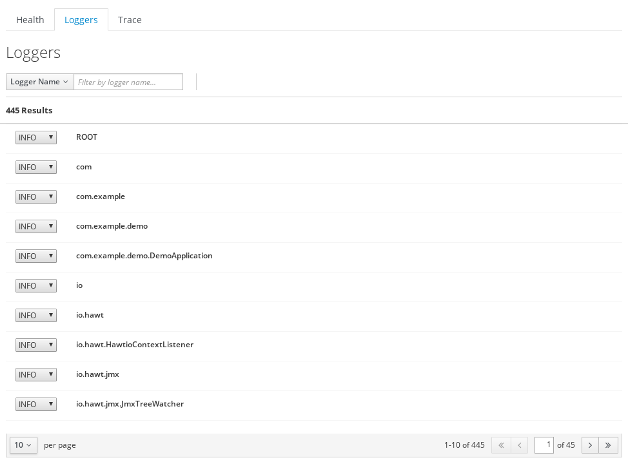 Health Loggers Trace
Loggers
Logger Name Filter by logger name...
445 Results
INFO ROOT
INFO com
INFO com.example
INFO com.example.demo
INFO com.example.demo.DemoApplication
INFO io
INFO io.hawt
INFO io.hawt.HawtioContextListener
INFO io.hawt.jmx
INFO io.hawt.jmx.JmxTreeWatcher
10 per page 1-10 of 445 1 of 45